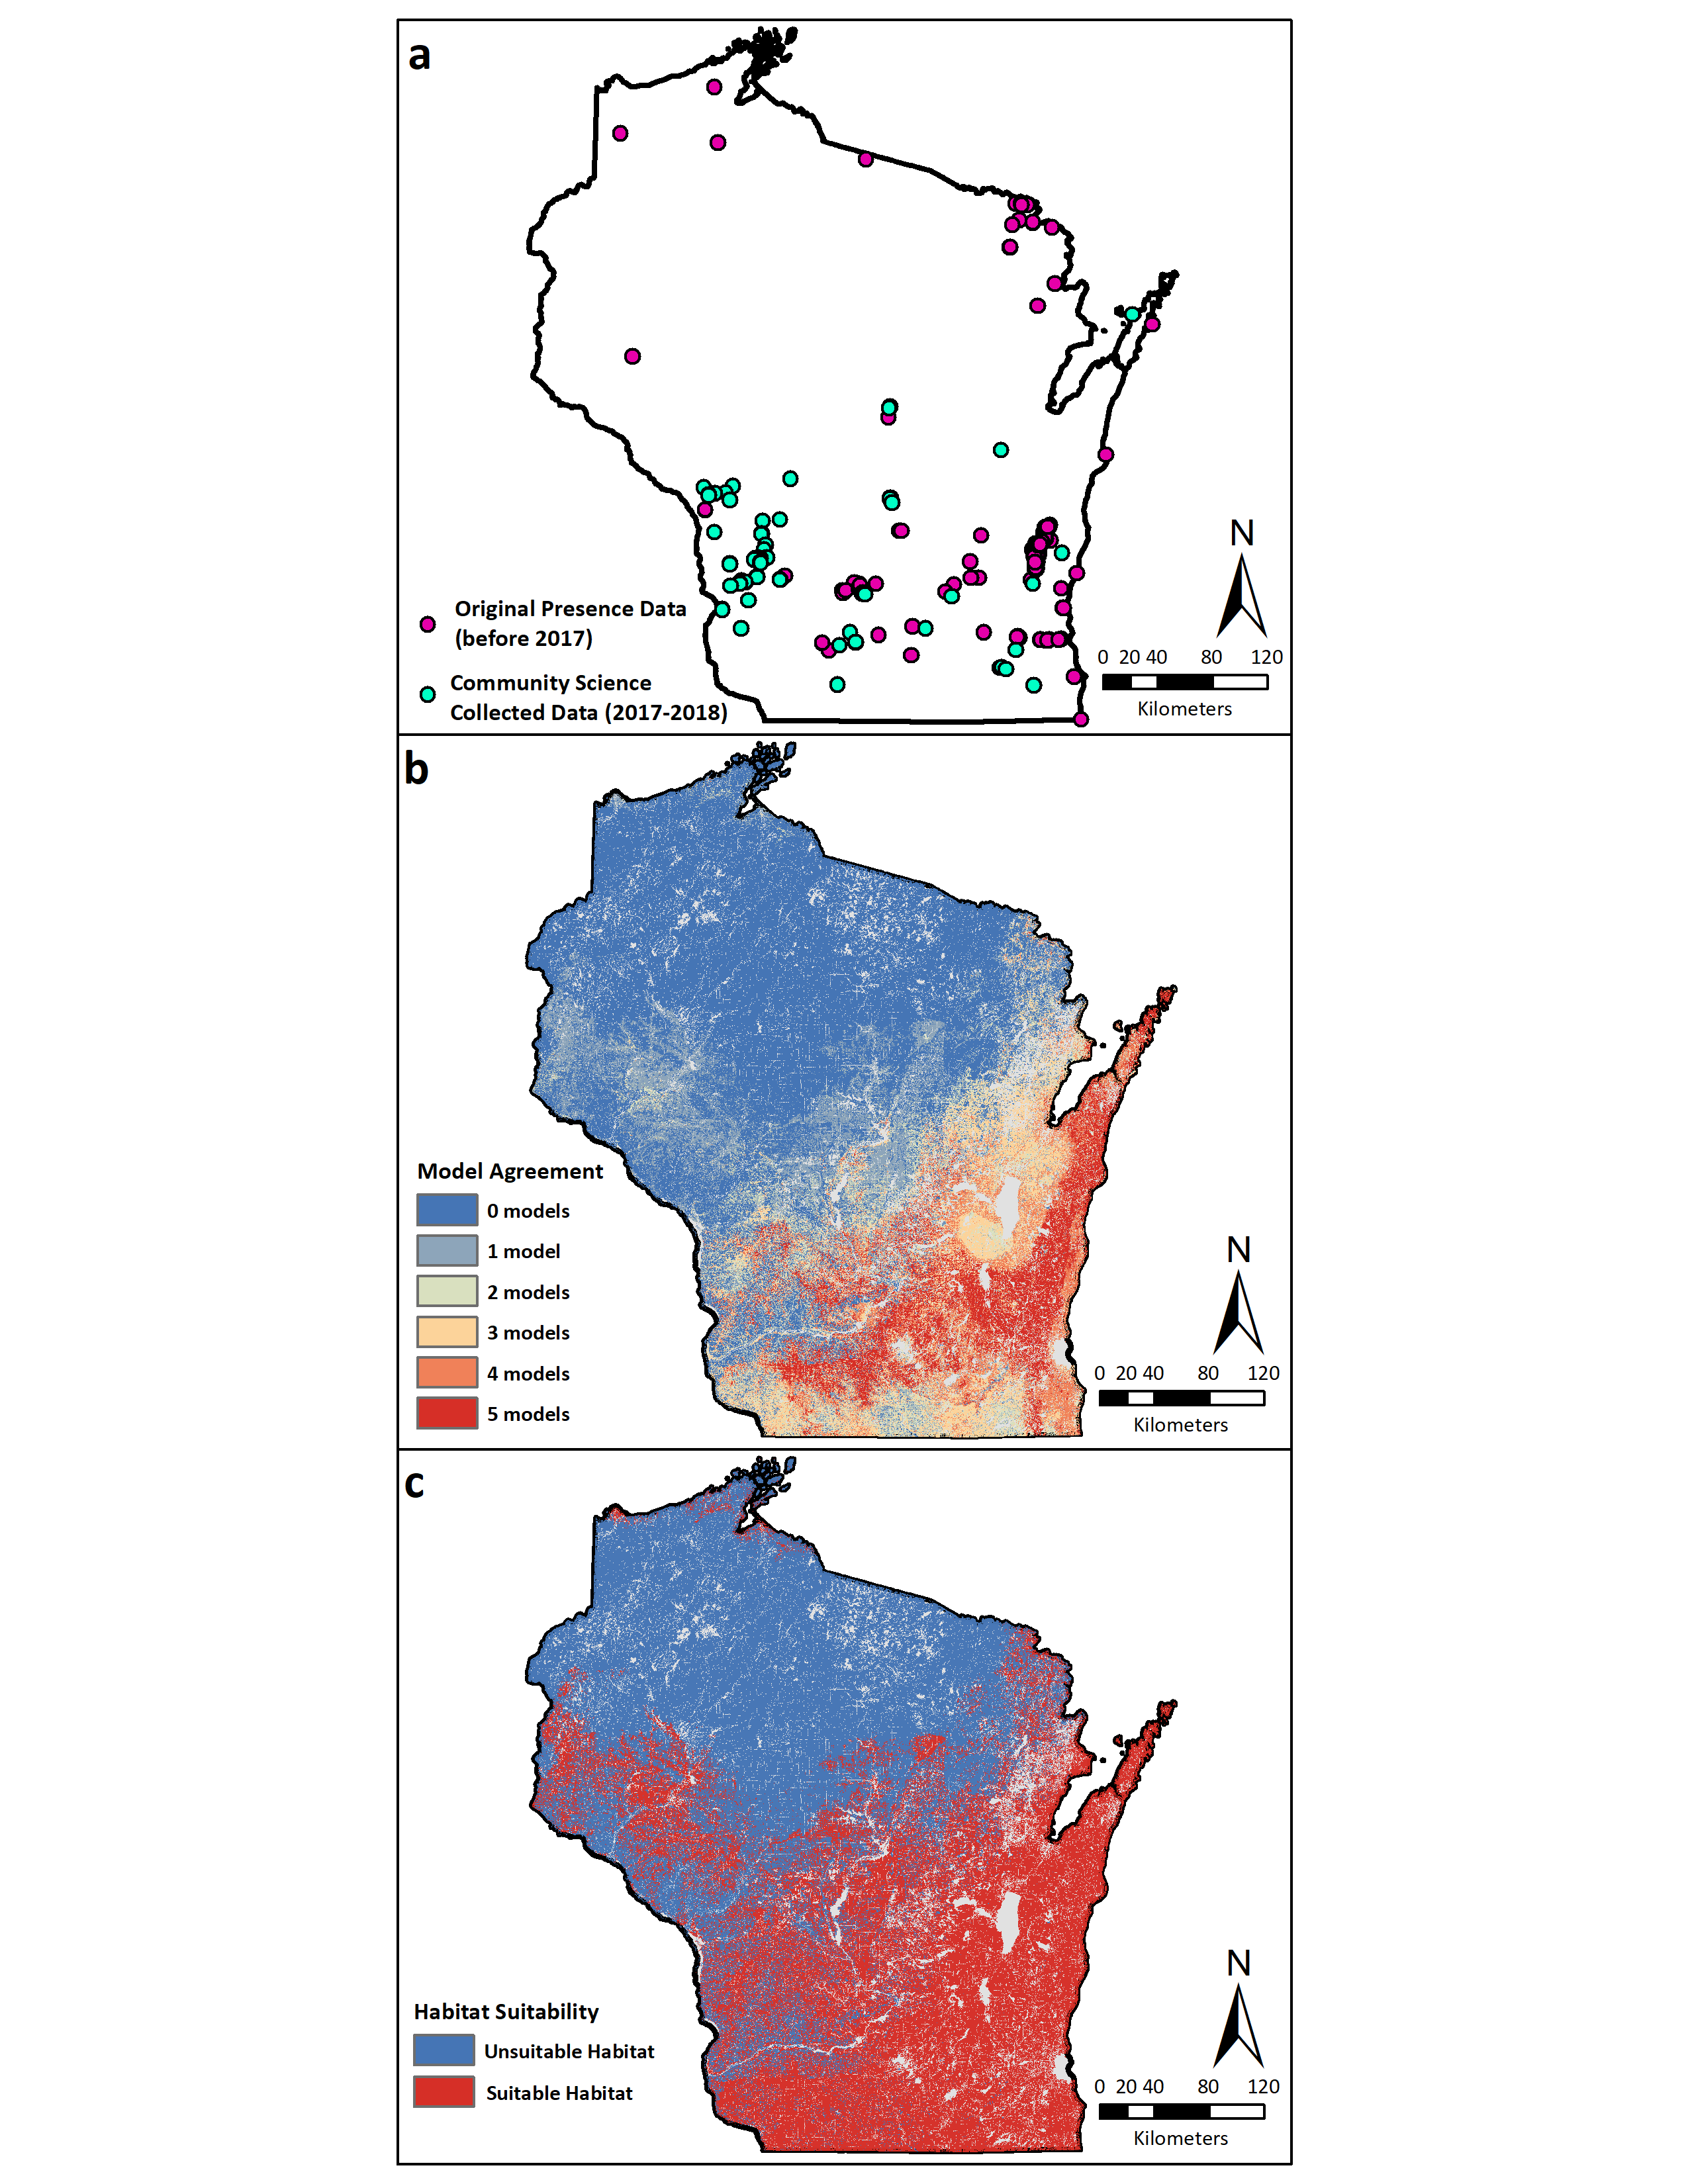 a
N
Original Presence Data
(before 2017)
Community Science
Collected Data (2017-2018)
0 20 40 80 120
Kilometers
b
Model Agreement
0 models
1 model
2 models
3 models
4 models
5 models
N
0 20 40 80 120
Kilometers
c
Habitat Suitability
Unsuitable Habitat
Suitable Habitat
N
0 20 40 80 120
Kilometers